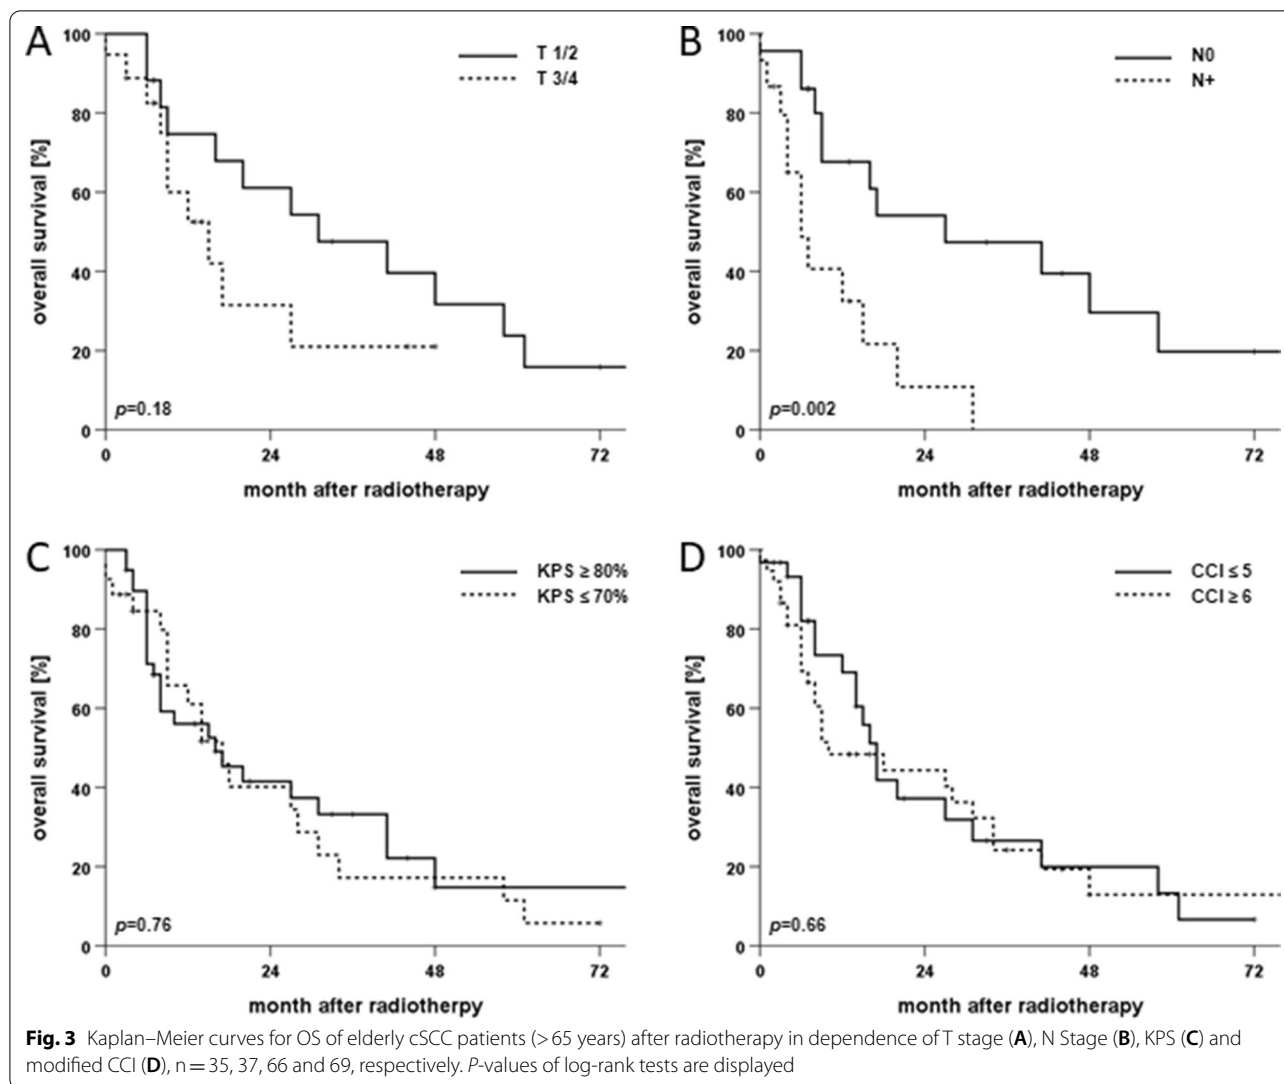 A
100
80
60
40
20
0
overall survival [%]
T 1/2
T 3/4
p=0.18
0 24 48 72
month after radiotherapy
B
100
80
60
40
20
0
overall survival [%]
N0
N+
p=0.002
0 24 48 72
month after radiotherapy
C
100
80
60
40
20
0
overall survival [%]
KPS ≥ 80%
KPS ≤ 70%
p=0.76
0 24 48 72
month after radiotherpy
D
100
80
60
40
20
0
overall survival [%]
CCI ≤ 5
CCI ≥ 6
p=0.66
0 24 48 72
month after radiotherapy
Fig. 3 Kaplan–Meier curves for OS of elderly cSCC patients (> 65 years) after radiotherapy in dependence of T stage (A), N Stage (B), KPS (C) and
modified CCI (D), n = 35, 37, 66 and 69, respectively. P-values of log-rank tests are displayed